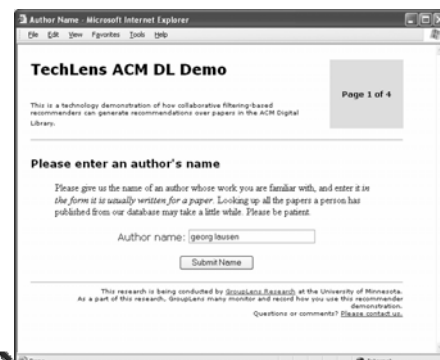 Author Name - Microsoft Internet Explorer
File Edit View Favorites Tools Help
TechLens ACM DL Demo
Page 1 of 4
This is a technology demonstration of how collaborative filtering-based
recommenders can generate recommendations over papers in the ACM Digital
Library.
Please enter an author's name
Please give us the name of an author whose work you are familiar with, and enter it in
the form it is usually written for a paper. Looking up all the papers a person has
published from our database may take a little while. Please be patient.
Author name: georg lausen
Submit Name
This research is being conducted by GroupLens Research at the University of Minnesota.
As a part of this research, GroupLens many monitor and record how you use this recommender
demonstration.
Questions or comments? Please contact us.